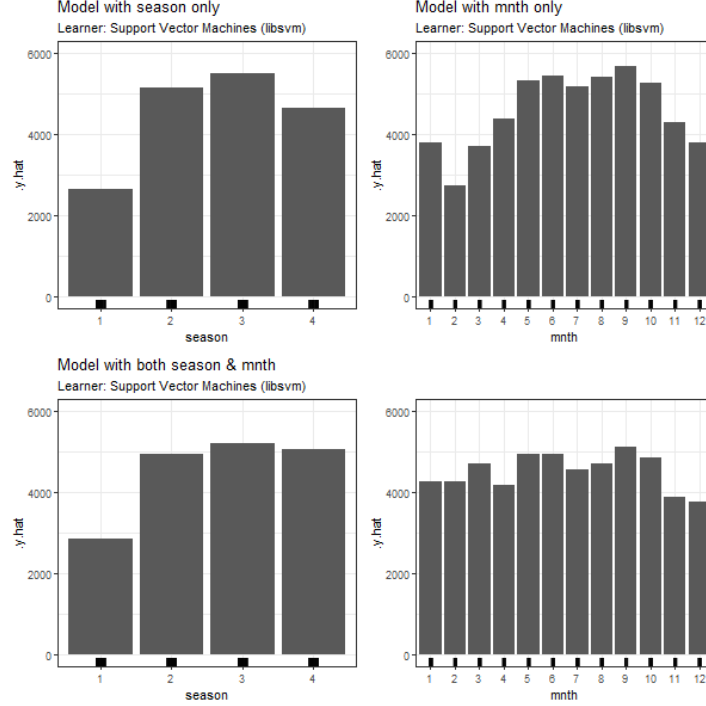 Model with season only
Learner: Support Vector Machines (libsvm)
6000
4000
2000
0
.y.hat
1 2 3 4
season
Model with mnth only
Learner: Support Vector Machines (libsvm)
6000
4000
2000
0
.y.hat
1 2 3 4 5 6 7 8 9 10 11 12
mnth
Model with both season & mnth
Learner: Support Vector Machines (libsvm)
6000
4000
2000
0
.y.hat
1 2 3 4
season
6000
4000
2000
0
.y.hat
1 2 3 4 5 6 7 8 9 10 11 12
mnth